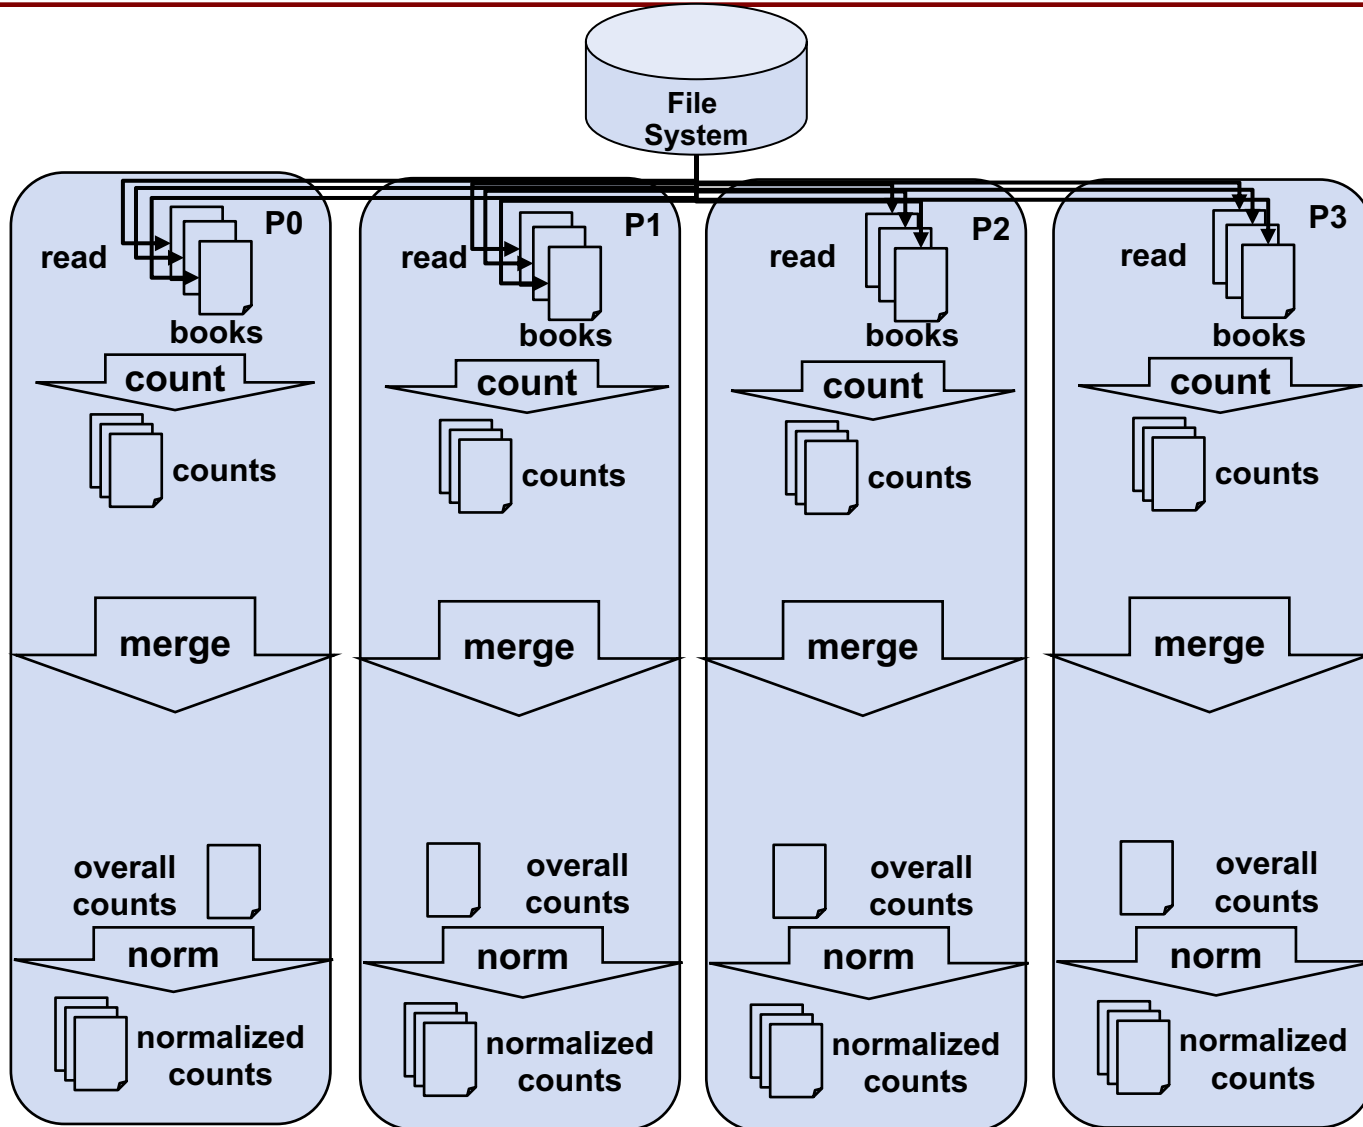 File
System
P0
read
books
count
counts
merge
overall
counts
norm
normalized
counts
P1
read
books
count
counts
merge
overall
counts
norm
normalized
counts
P2
read
books
count
counts
merge
overall
counts
norm
normalized
counts
P3
read
books
count
counts
merge
overall
counts
norm
normalized
counts